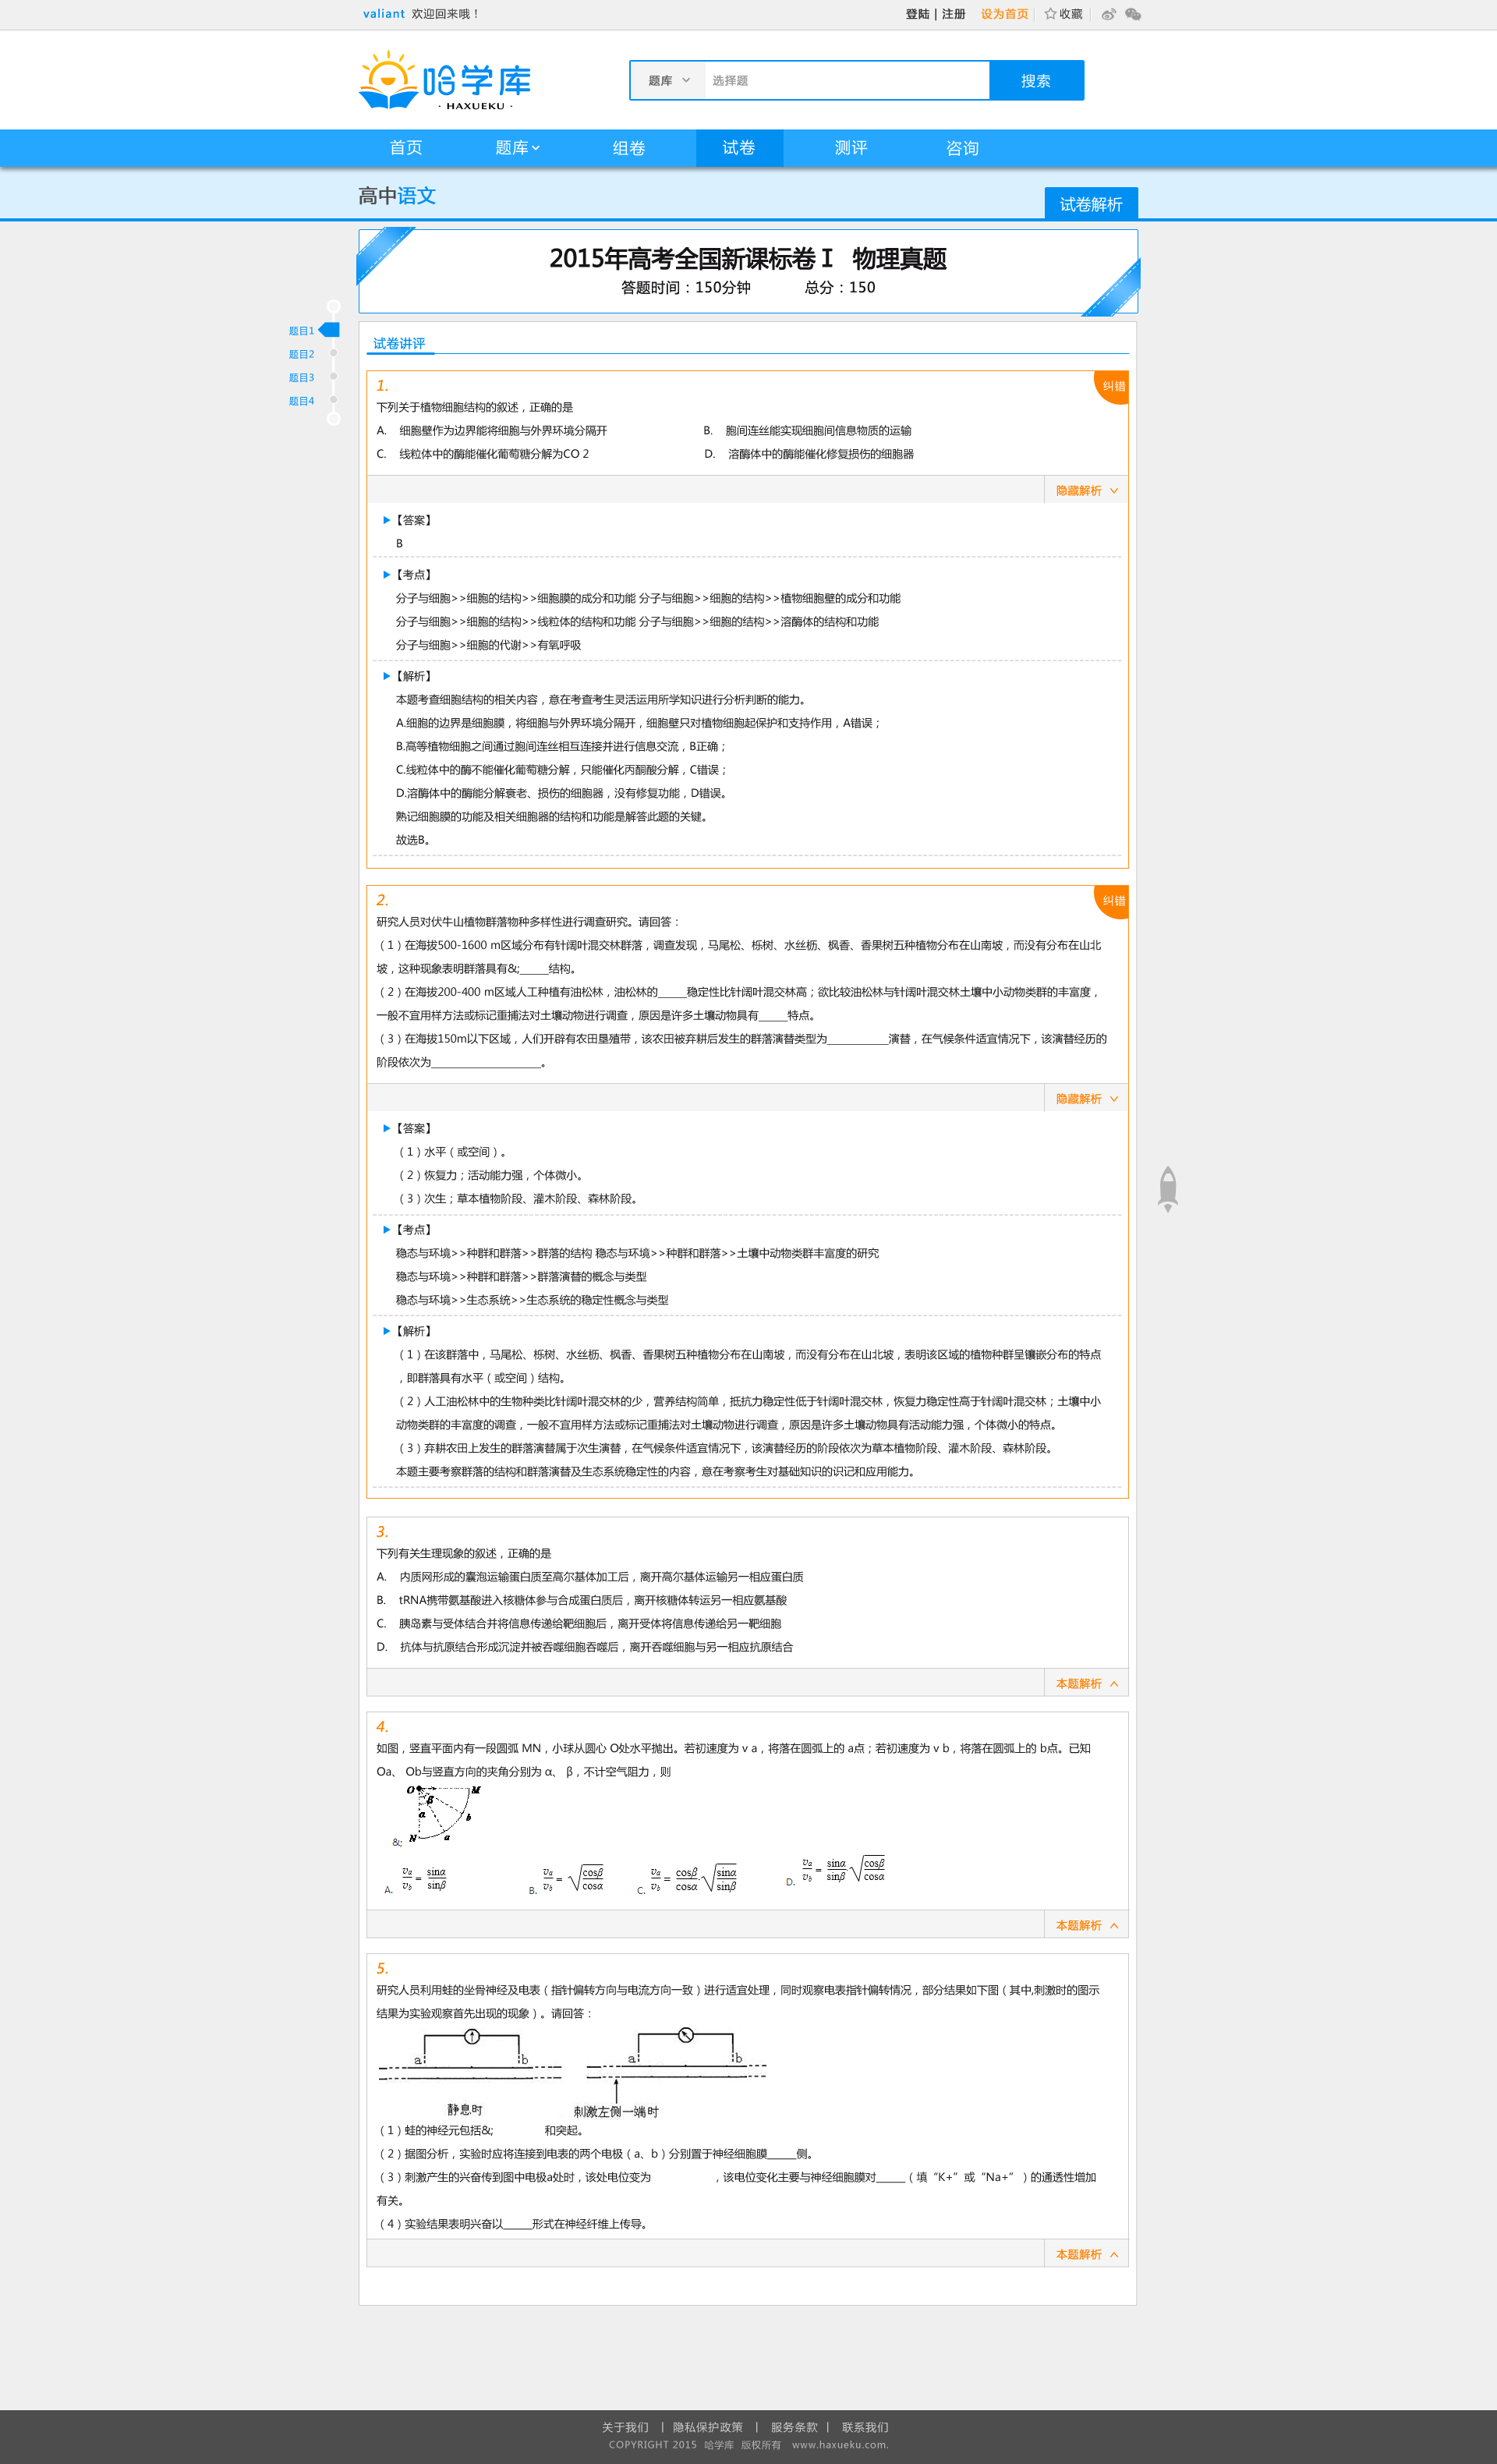 valiant 欢迎回来哦！
登陆 | 注册 设为首页 收藏
哈学库
· HAXUEKU ·
题库 选择题 搜索
首页 题库 组卷 试卷 测评 咨询
高中语文 试卷解析
2015年高考全国新课标卷 I 物理真题
答题时间：150分钟 总分：150
题目1
题目2
题目3
题目4
试卷讲评
1. 纠错
下列关于植物细胞结构的叙述，正确的是
A. 细胞壁作为边界能将细胞与外界环境分隔开 B. 胞间连丝能实现细胞间信息物质的运输
C. 线粒体中的酶能催化葡萄糖分解为CO 2 D. 溶酶体中的酶能催化修复损伤的细胞器
隐藏解析
【答案】
B
【考点】
分子与细胞>>细胞的结构>>细胞膜的成分和功能 分子与细胞>>细胞的结构>>植物细胞壁的成分和功能
分子与细胞>>细胞的结构>>线粒体的结构和功能 分子与细胞>>细胞的结构>>溶酶体的结构和功能
分子与细胞>>细胞的代谢>>有氧呼吸
【解析】
本题考查细胞结构的相关内容，意在考查考生灵活运用所学知识进行分析判断的能力。
A.细胞的边界是细胞膜，将细胞与外界环境分隔开，细胞壁只对植物细胞起保护和支持作用，A错误；
B.高等植物细胞之间通过胞间连丝相互连接并进行信息交流，B正确；
C.线粒体中的酶不能催化葡萄糖分解，只能催化丙酮酸分解，C错误；
D.溶酶体中的酶能分解衰老、损伤的细胞器，没有修复功能，D错误。
熟记细胞膜的功能及相关细胞器的结构和功能是解答此题的关键。
故选B。
2. 纠错
研究人员对伏牛山植物群落物种多样性进行调查研究。请回答：
（1）在海拔500-1600 m区域分布有针阔叶混交林群落，调查发现，马尾松、栎树、水丝枥、枫香、香果树五种植物分布在山南坡，而没有分布在山北
坡，这种现象表明群落具有&;_____结构。
（2）在海拔200-400 m区域人工种植有油松林，油松林的_____稳定性比针阔叶混交林高；欲比较油松林与针阔叶混交林土壤中小动物类群的丰富度，
一般不宜用样方法或标记重捕法对土壤动物进行调查，原因是许多土壤动物具有_____特点。
（3）在海拔150m以下区域，人们开辟有农田垦殖带，该农田被弃耕后发生的群落演替类型为___________演替，在气候条件适宜情况下，该演替经历的
阶段依次为____________________。
隐藏解析
【答案】
（1）水平（或空间）。
（2）恢复力；活动能力强，个体微小。
（3）次生；草本植物阶段、灌木阶段、森林阶段。
【考点】
稳态与环境>>种群和群落>>群落的结构 稳态与环境>>种群和群落>>土壤中动物类群丰富度的研究
稳态与环境>>种群和群落>>群落演替的概念与类型
稳态与环境>>生态系统>>生态系统的稳定性概念与类型
【解析】
（1）在该群落中，马尾松、栎树、水丝枥、枫香、香果树五种植物分布在山南坡，而没有分布在山北坡，表明该区域的植物种群呈镶嵌分布的特点
，即群落具有水平（或空间）结构。
（2）人工油松林中的生物种类比针阔叶混交林的少，营养结构简单，抵抗力稳定性低于针阔叶混交林，恢复力稳定性高于针阔叶混交林；土壤中小
动物类群的丰富度的调查，一般不宜用样方法或标记重捕法对土壤动物进行调查，原因是许多土壤动物具有活动能力强，个体微小的特点。
（3）弃耕农田上发生的群落演替属于次生演替，在气候条件适宜情况下，该演替经历的阶段依次为草本植物阶段、灌木阶段、森林阶段。
本题主要考察群落的结构和群落演替及生态系统稳定性的内容，意在考察考生对基础知识的识记和应用能力。
3.
下列有关生理现象的叙述，正确的是
A. 内质网形成的囊泡运输蛋白质至高尔基体加工后，离开高尔基体运输另一相应蛋白质
B. tRNA携带氨基酸进入核糖体参与合成蛋白质后，离开核糖体转运另一相应氨基酸
C. 胰岛素与受体结合并将信息传递给靶细胞后，离开受体将信息传递给另一靶细胞
D. 抗体与抗原结合形成沉淀并被吞噬细胞吞噬后，离开吞噬细胞与另一相应抗原结合
本题解析
4.
如图，竖直平面内有一段圆弧 MN，小球从圆心 O处水平抛出。若初速度为 v a，将落在圆弧上的 a点；若初速度为 v b，将落在圆弧上的 b点。已知
Oa、 Ob与竖直方向的夹角分别为 α、 β，不计空气阻力，则
O M
β
α b
N a
&;
A. v_a/v_b = sinα/sinβ B. v_a/v_b = √(cosβ/cosα) C. v_a/v_b = cosβ/cosα·√(sinα/sinβ) D. v_a/v_b = sinα/sinβ·√(cosβ/cosα)
本题解析
5.
研究人员利用蛙的坐骨神经及电表（指针偏转方向与电流方向一致）进行适宜处理，同时观察电表指针偏转情况，部分结果如下图（其中,刺激时的图示
结果为实验观察首先出现的现象）。请回答：
a b a b
静息时 刺激左侧一端时
（1）蛙的神经元包括&; 和突起。
（2）据图分析，实验时应将连接到电表的两个电极（a、b）分别置于神经细胞膜_____侧。
（3）刺激产生的兴奋传到图中电极a处时，该处电位变为 ，该电位变化主要与神经细胞膜对_____（填“K+”或“Na+” ）的通透性增加
有关。
（4）实验结果表明兴奋以_____形式在神经纤维上传导。
本题解析
关于我们 | 隐私保护政策 | 服务条款 | 联系我们
COPYRIGHT 2015 哈学库 版权所有 www.haxueku.com.